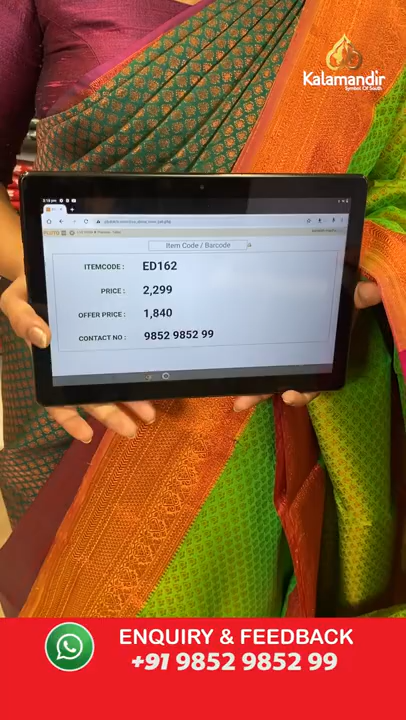 Kalamandir
Symbol Of South
Item Code / Barcode
ITEMCODE : ED162
PRICE : 2,299
OFFER PRICE : 1,840
CONTACT NO : 9852 9852 99
ENQUIRY & FEEDBACK
+91 9852 9852 99